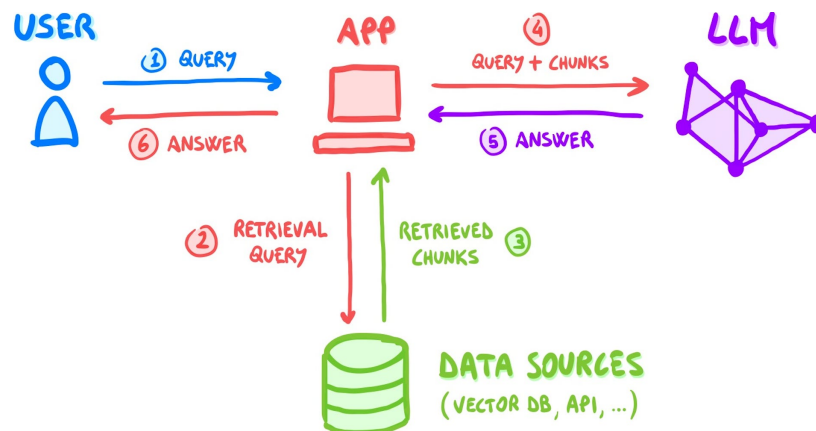 USER
APP
LLM
1 QUERY
4
QUERY + CHUNKS
6 ANSWER
5 ANSWER
2 RETRIEVAL
QUERY
RETRIEVED
CHUNKS 3
DATA SOURCES
(VECTOR DB, API, ...)